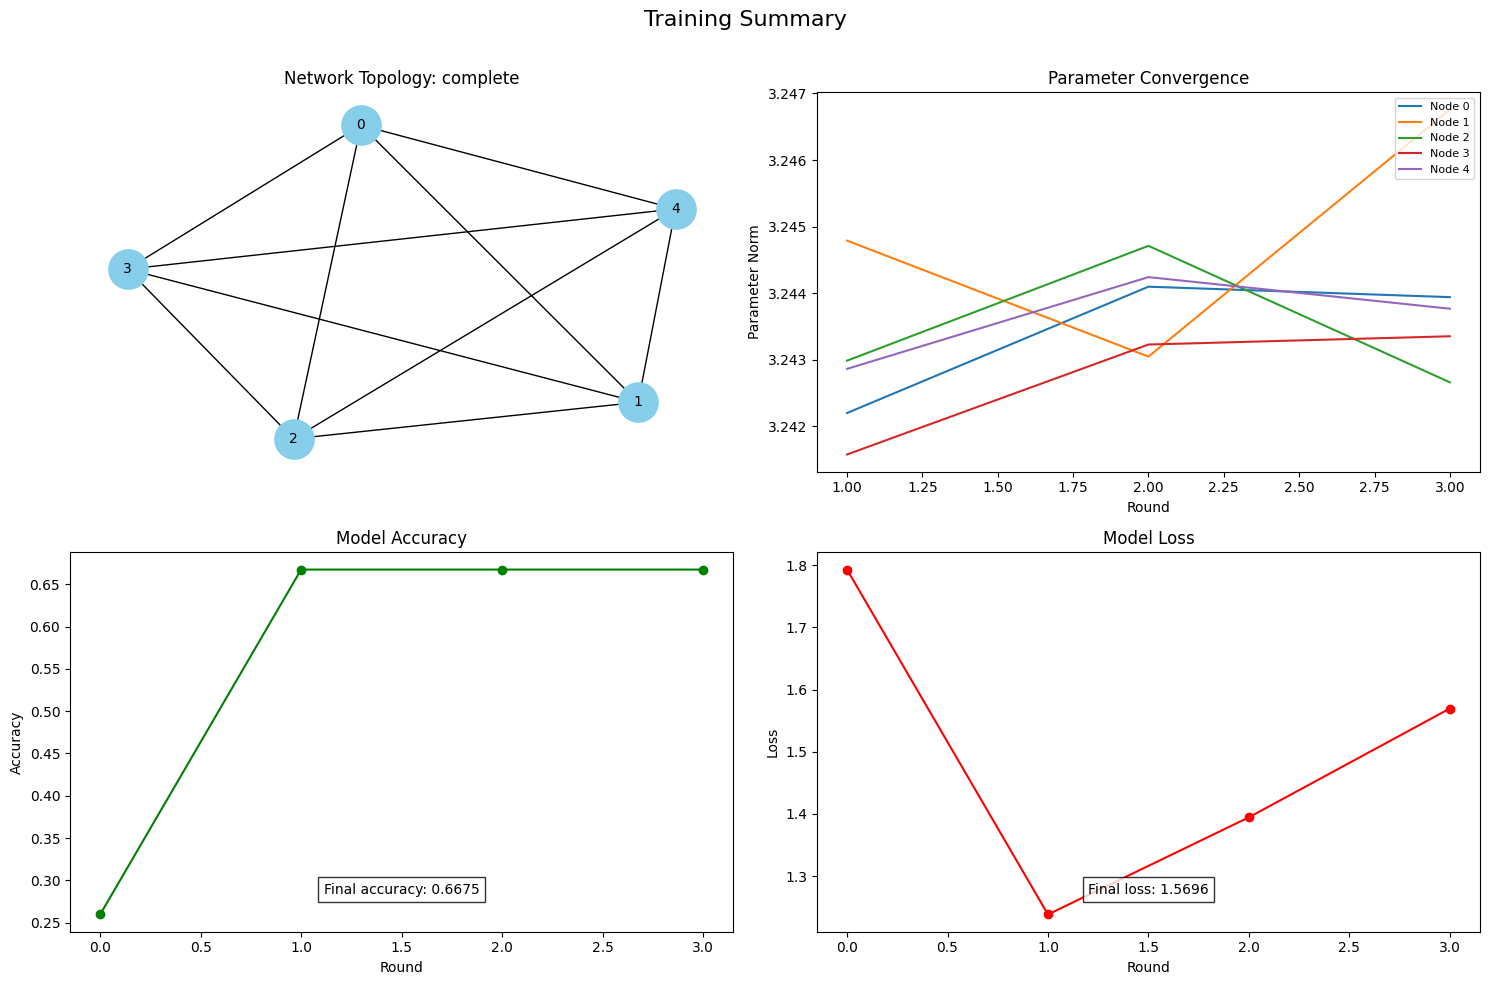 Training Summary
Network Topology: complete
0
4
3
1
2
Parameter Convergence
Parameter Norm
3.247
3.246
3.245
3.244
3.243
3.242
Node 0
Node 1
Node 2
Node 3
Node 4
1.00 1.25 1.50 1.75 2.00 2.25 2.50 2.75 3.00
Round
Model Accuracy
Accuracy
0.65
0.60
0.55
0.50
0.45
0.40
0.35
0.30
0.25
Final accuracy: 0.6675
0.0 0.5 1.0 1.5 2.0 2.5 3.0
Round
Model Loss
Loss
1.8
1.7
1.6
1.5
1.4
1.3
Final loss: 1.5696
0.0 0.5 1.0 1.5 2.0 2.5 3.0
Round